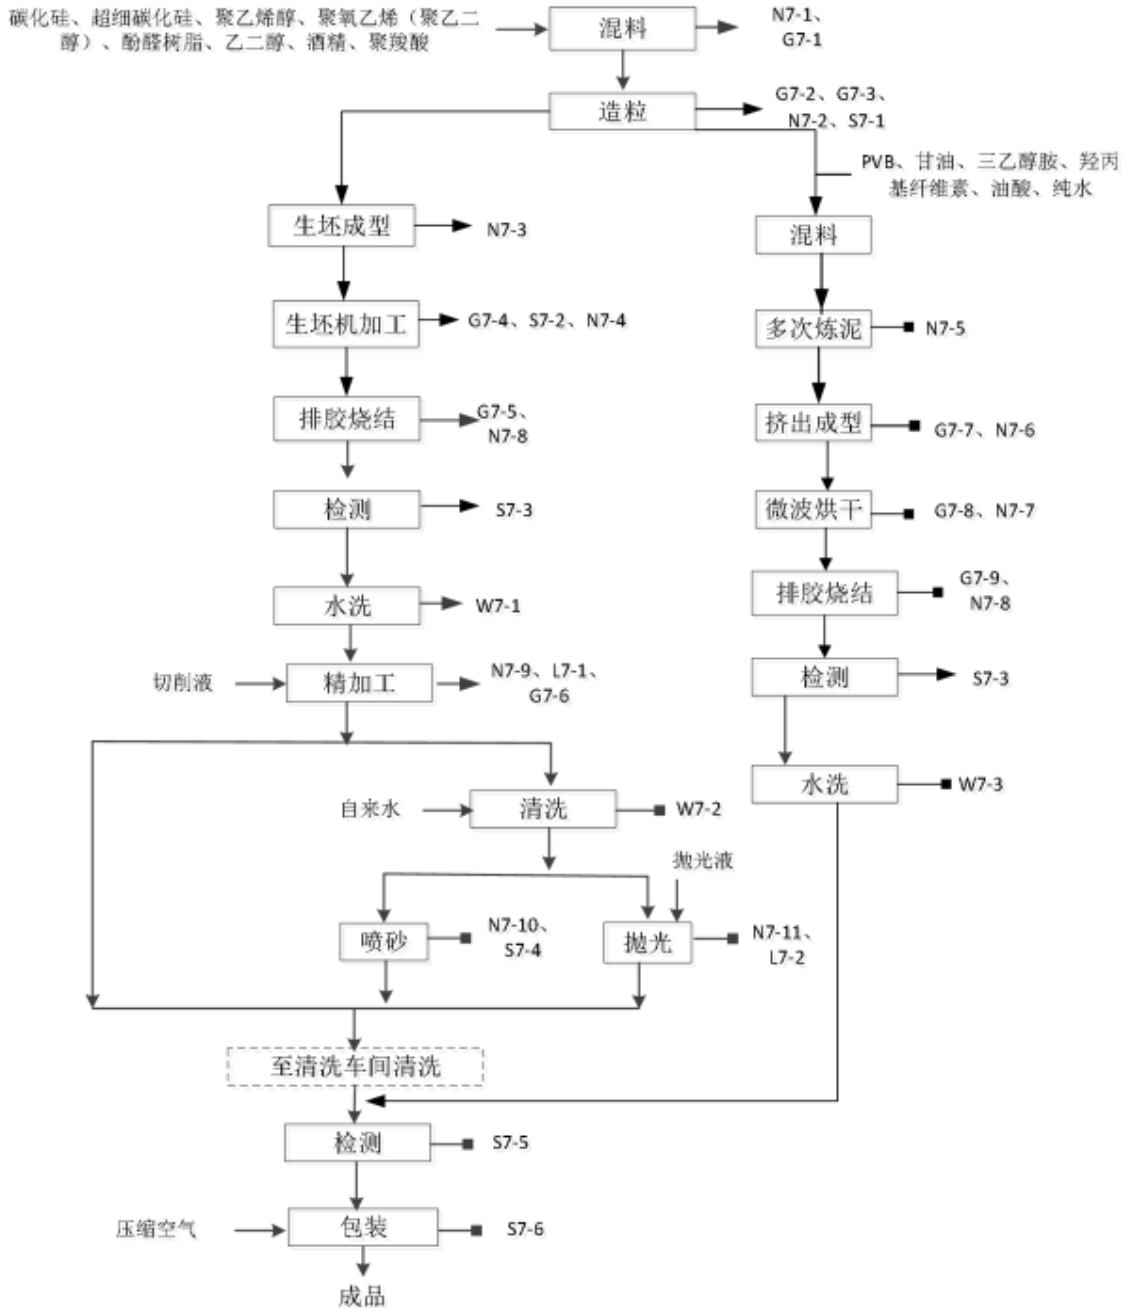 碳化硅、超细碳化硅、聚乙烯醇、聚氧乙烯（聚乙二
醇）、酚醛树脂、乙二醇、酒精、聚羧酸
混料
N7-1、
G7-1
造粒
G7-2、G7-3、
N7-2、S7-1
PVB、甘油、三乙醇胺、羟丙
基纤维素、油酸、纯水
生坯成型
N7-3
混料
生坯机加工
G7-4、S7-2、N7-4
多次炼泥
N7-5
排胶烧结
G7-5、
N7-8
挤出成型
G7-7、N7-6
检测
S7-3
微波烘干
G7-8、N7-7
水洗
W7-1
排胶烧结
G7-9、
N7-8
切削液
精加工
N7-9、L7-1、
G7-6
检测
S7-3
自来水
清洗
W7-2
水洗
W7-3
抛光液
喷砂
N7-10、
S7-4
抛光
N7-11、
L7-2
至清洗车间清洗
检测
S7-5
压缩空气
包装
S7-6
成品